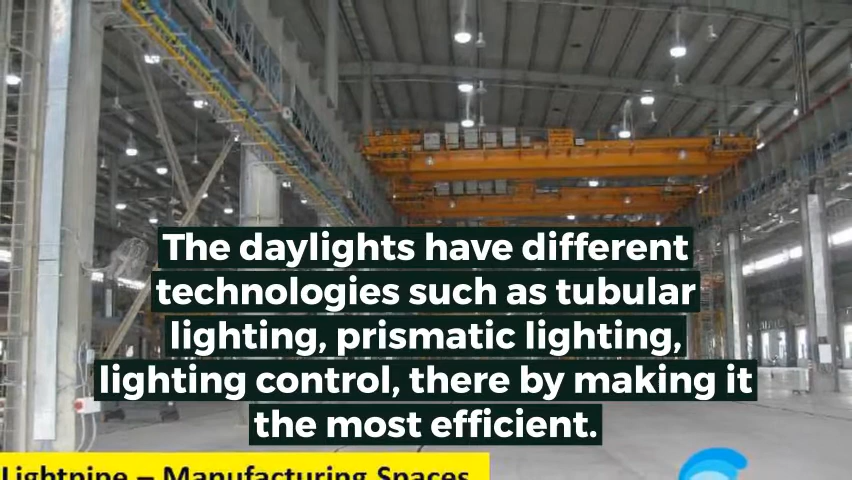 The daylights have different
technologies such as tubular
lighting, prismatic lighting,
lighting control, there by making it
the most efficient.
Lightpipe – Manufacturing Spaces